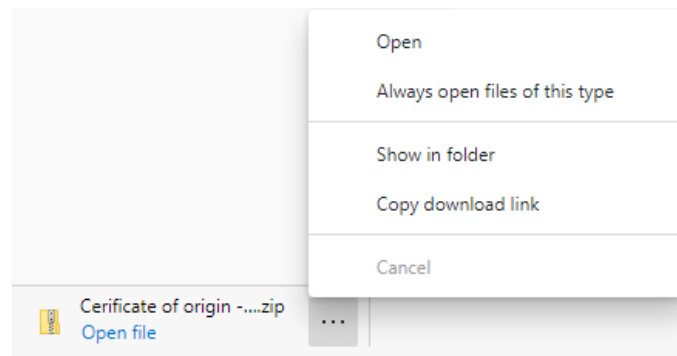 Open
Always open files of this type
Show in folder
Copy download link
Cancel
Cerificate of origin -....zip
Open file
...